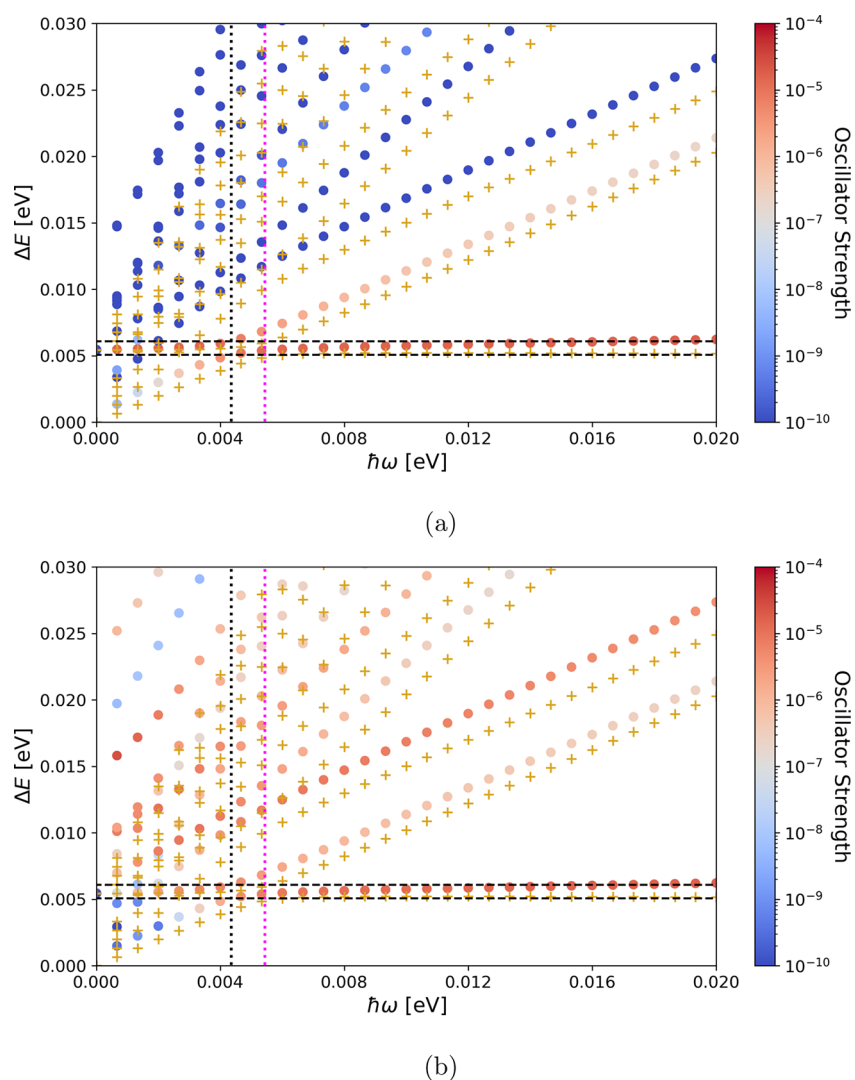 0.030
0.025
0.020
0.015
0.010
0.005
0.000
ΔE [eV]
0.000 0.004 0.008 0.012 0.016 0.020
ħω [eV]
10⁻⁴
10⁻⁵
10⁻⁶
10⁻⁷
10⁻⁸
10⁻⁹
10⁻¹⁰
Oscillator Strength
(a)
0.030
0.025
0.020
0.015
0.010
0.005
0.000
ΔE [eV]
0.000 0.004 0.008 0.012 0.016 0.020
ħω [eV]
10⁻⁴
10⁻⁵
10⁻⁶
10⁻⁷
10⁻⁸
10⁻⁹
10⁻¹⁰
Oscillator Strength
(b)